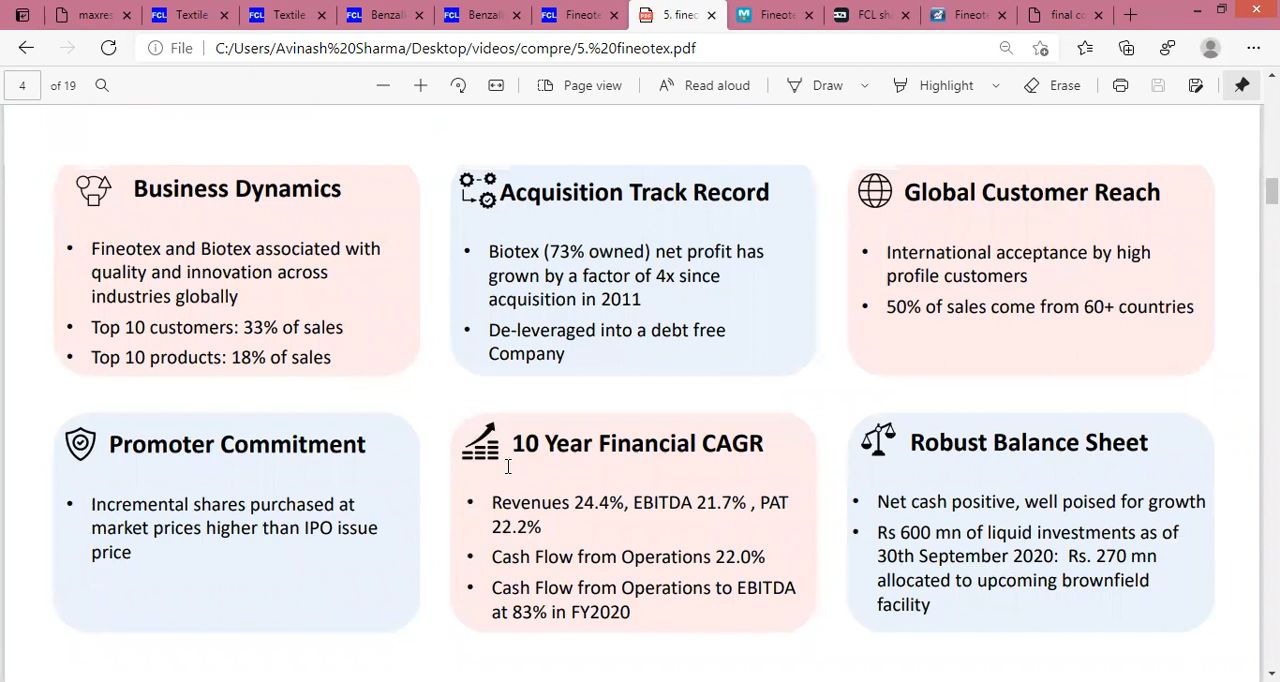 maxres
FCL Textile
FCL Textile
FCL Benzal
FCL Benzal
FCL Fineote
5. finec
Fineote
FCL sha
Fineote
final co
File C:/Users/Avinash%20Sharma/Desktop/videos/compre/5.%20fineotex.pdf
4 of 19 Page view Read aloud Draw Highlight Erase
Business Dynamics
• Fineotex and Biotex associated with
quality and innovation across
industries globally
• Top 10 customers: 33% of sales
• Top 10 products: 18% of sales
Acquisition Track Record
• Biotex (73% owned) net profit has
grown by a factor of 4x since
acquisition in 2011
• De-leveraged into a debt free
Company
Global Customer Reach
• International acceptance by high
profile customers
• 50% of sales come from 60+ countries
Promoter Commitment
• Incremental shares purchased at
market prices higher than IPO issue
price
10 Year Financial CAGR
• Revenues 24.4%, EBITDA 21.7% , PAT
22.2%
• Cash Flow from Operations 22.0%
• Cash Flow from Operations to EBITDA
at 83% in FY2020
Robust Balance Sheet
• Net cash positive, well poised for growth
• Rs 600 mn of liquid investments as of
30th September 2020: Rs. 270 mn
allocated to upcoming brownfield
facility